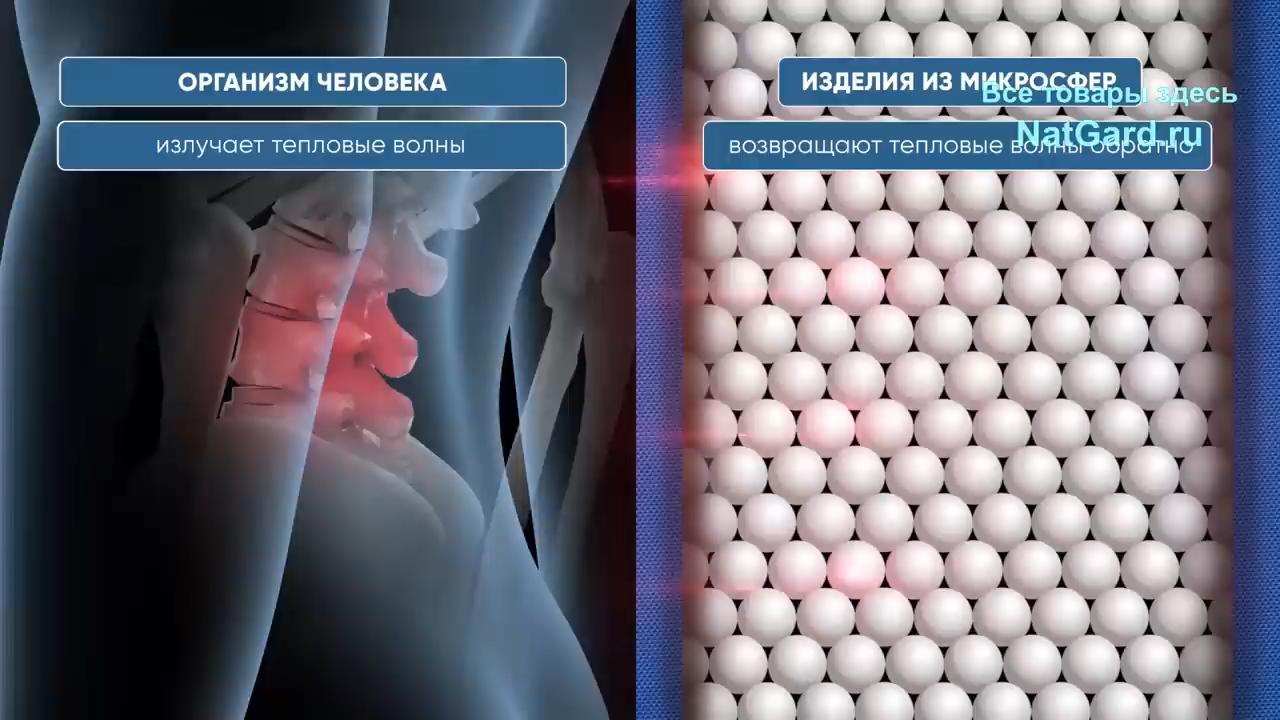 ОРГАНИЗМ ЧЕЛОВЕКА
излучает тепловые волны
ИЗДЕЛИЯ ИЗ МИКРОСФЕР
возвращают тепловые волны обратно
Все товары здесь
NatGard.ru